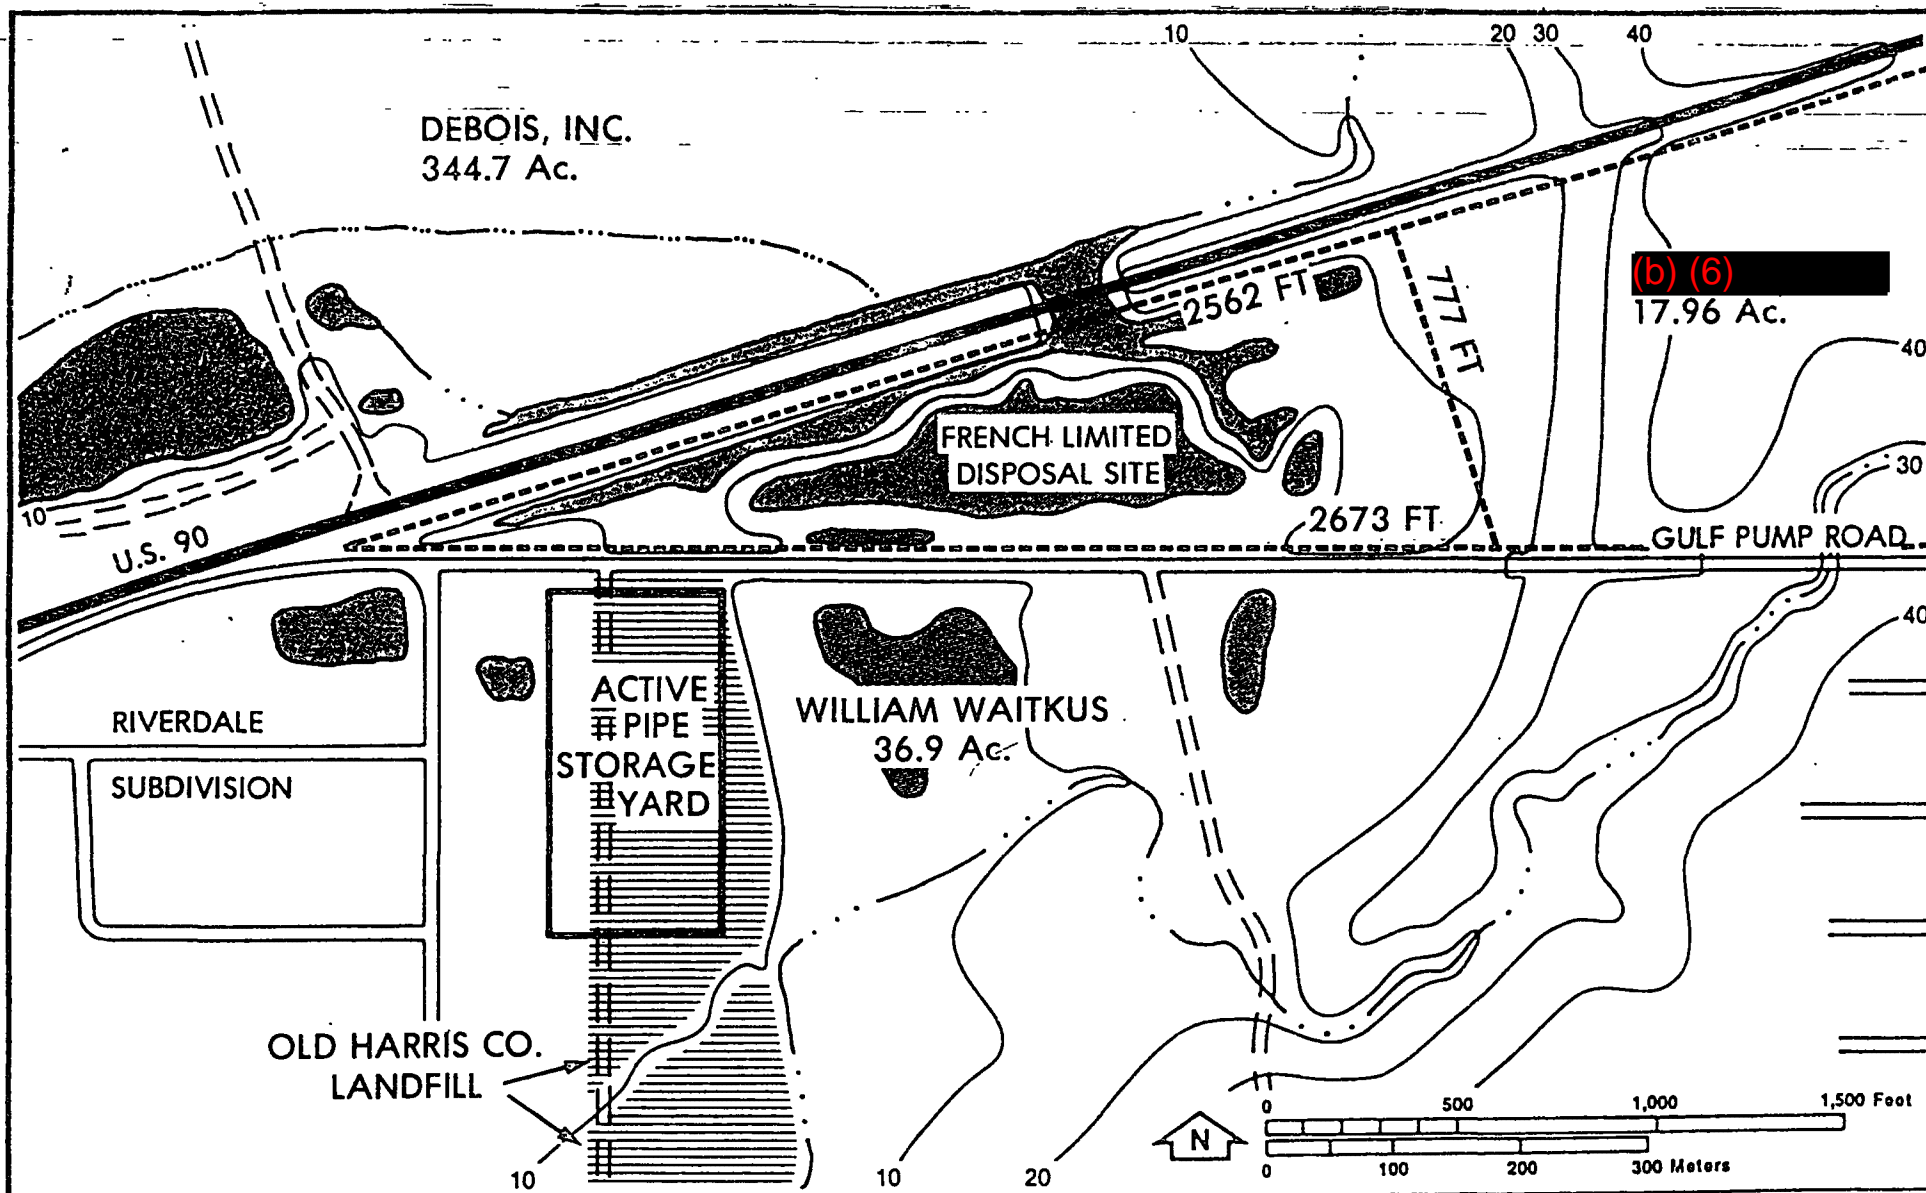 10
20
30
40
DEBOIS, INC.
344.7 Ac.
(b) (6)
17.96 Ac.
2562 FT
777 FT
40
FRENCH LIMITED
DISPOSAL SITE
30
10
U.S. 90
2673 FT
GULF PUMP ROAD
40
ACTIVE
PIPE
STORAGE
YARD
WILLIAM WAITKUS
36.9 Ac.
RIVERDALE
SUBDIVISION
OLD HARRIS CO.
LANDFILL
10
10
20
N
0 500 1,000 1,500 Feet
0 100 200 300 Meters